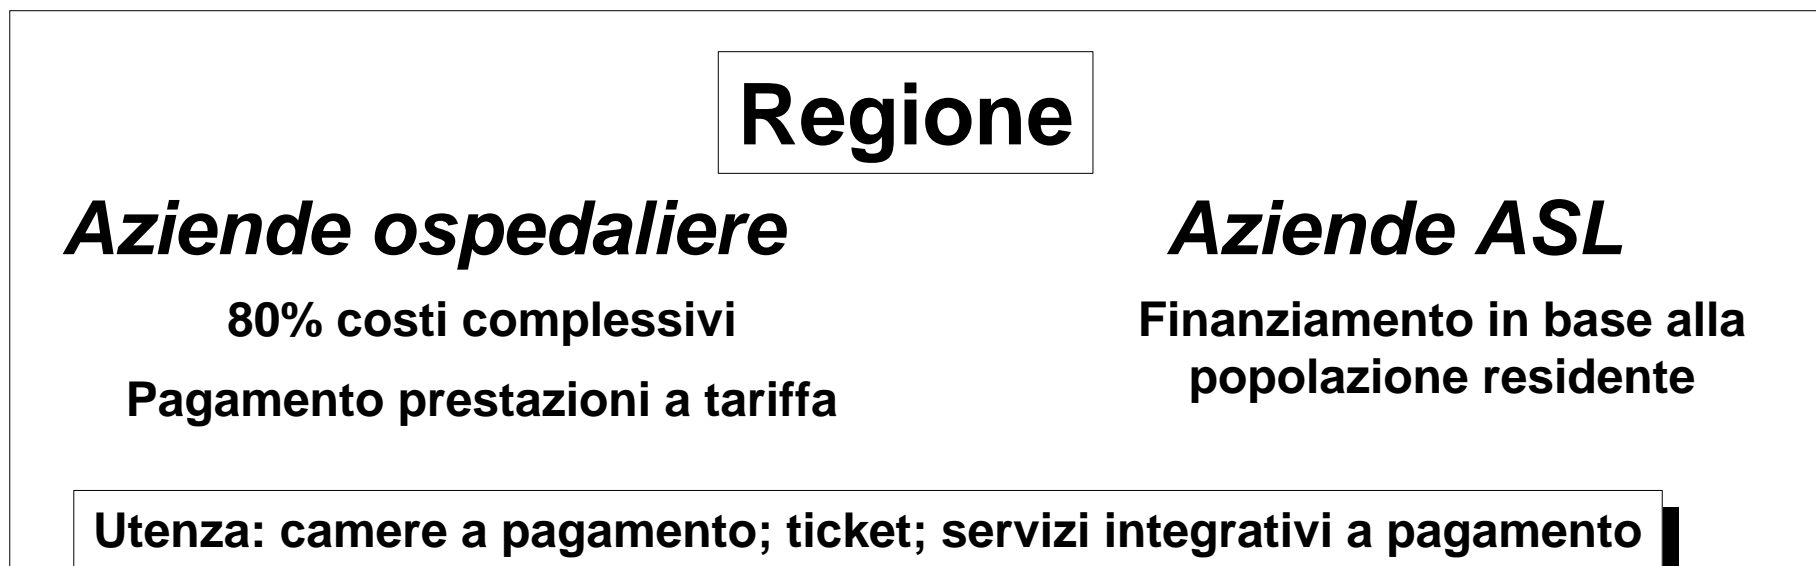 Regione
Aziende ospedaliere
80% costi complessivi
Pagamento prestazioni a tariffa
Aziende ASL
Finanziamento in base alla
popolazione residente
Utenza: camere a pagamento; ticket; servizi integrativi a pagamento